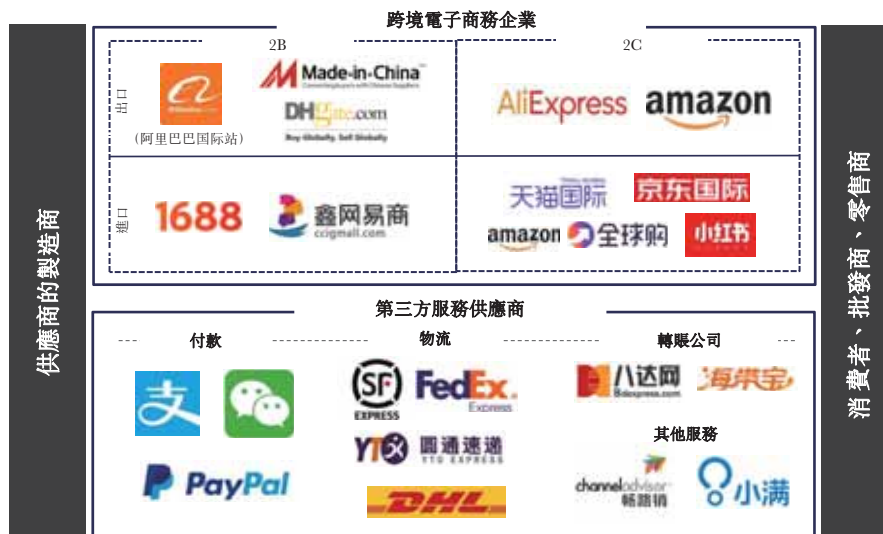 跨境電子商務企業
2B
2C
出口
Made-in-China
(阿里巴巴国际站)
DHgate.com
Buy Globally, Sell Globally
AliExpress
amazon
進口
1688
鑫网易商
ccigmall.com
天猫国际
京东国际
amazon
全球购
小红书
供應商的製造商
消費者、批發商、零售商
第三方服務供應商
付款
物流
轉賬公司
支
PayPal
SF
EXPRESS
FedEx
Express
YTO
圆通速递
YTO EXPRESS
DHL
八达网
8dexpress.com
海带宝
其他服務
channeladvisor
畅路销
小满